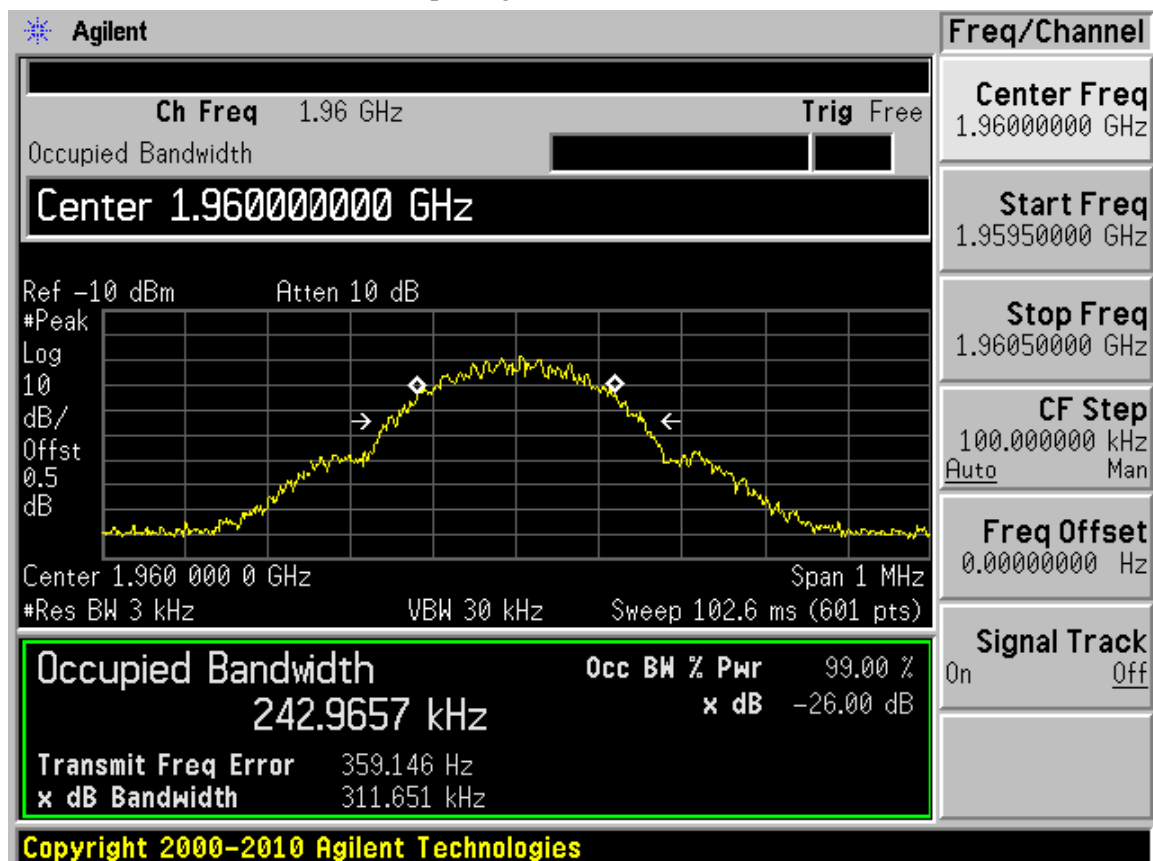 Agilent
Freq/Channel
Ch Freq 1.96 GHz Trig Free
Occupied Bandwidth
Center 1.960000000 GHz
Ref -10 dBm Atten 10 dB
#Peak
Log
10
dB/
Offst
0.5
dB
Center 1.960 000 0 GHz Span 1 MHz
#Res BW 3 kHz VBW 30 kHz Sweep 102.6 ms (601 pts)
Occupied Bandwidth
242.9657 kHz
Occ BW % Pwr 99.00 %
x dB -26.00 dB
Transmit Freq Error 359.146 Hz
x dB Bandwidth 311.651 kHz
Center Freq
1.96000000 GHz
Start Freq
1.95950000 GHz
Stop Freq
1.96050000 GHz
CF Step
100.000000 kHz
Auto Man
Freq Offset
0.00000000 Hz
Signal Track
On Off
Copyright 2000-2010 Agilent Technologies